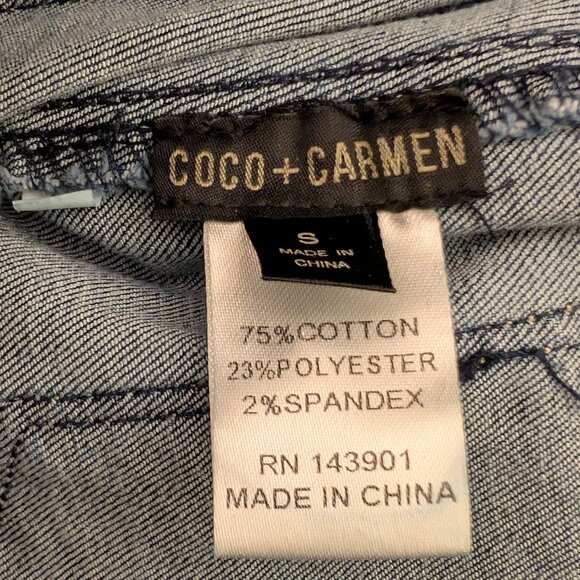 COCO+CARMEN
S
MADE IN
CHINA
75%COTTON
23%POLYESTER
2%SPANDEX
RN 143901
MADE IN CHINA